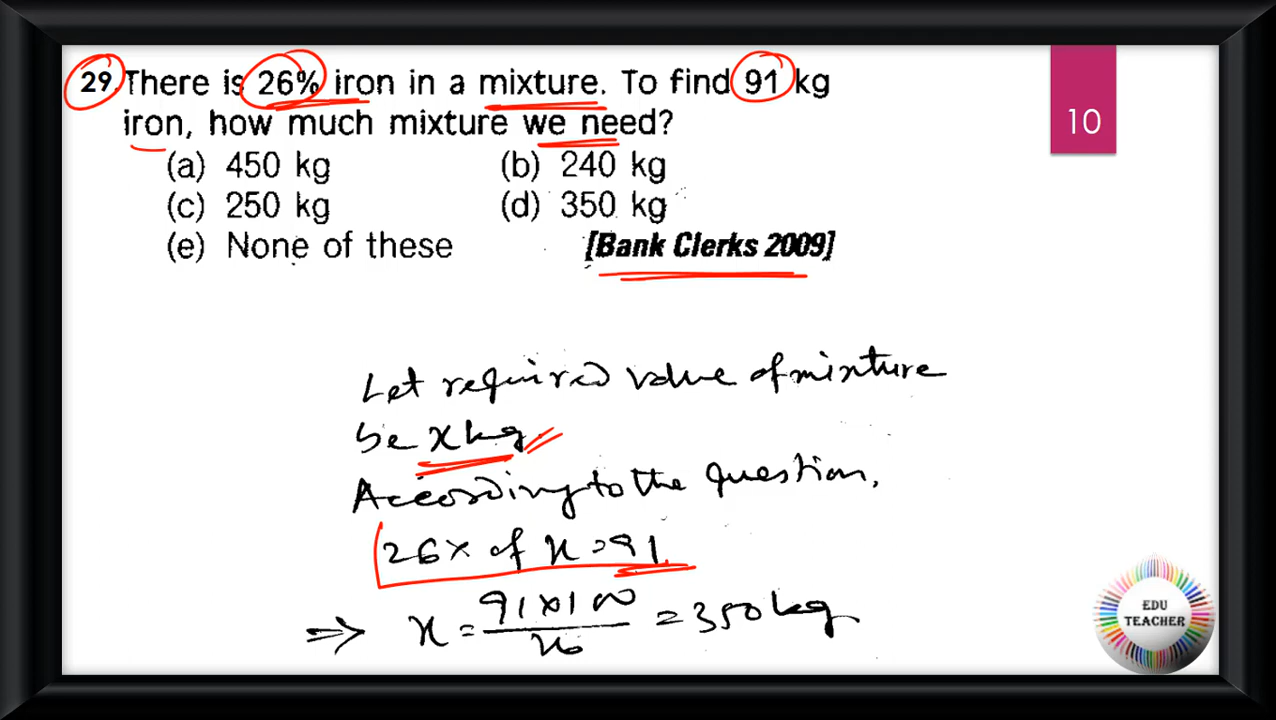 29. There is 26% iron in a mixture. To find 91 kg
iron, how much mixture we need?
10
(a) 450 kg (b) 240 kg
(c) 250 kg (d) 350 kg
(e) None of these [Bank Clerks 2009]
Let required value of mixture
be x kg
According to the question,
26% of x = 91
⇒ x = 91×100/26 = 350 kg
EDU
TEACHER